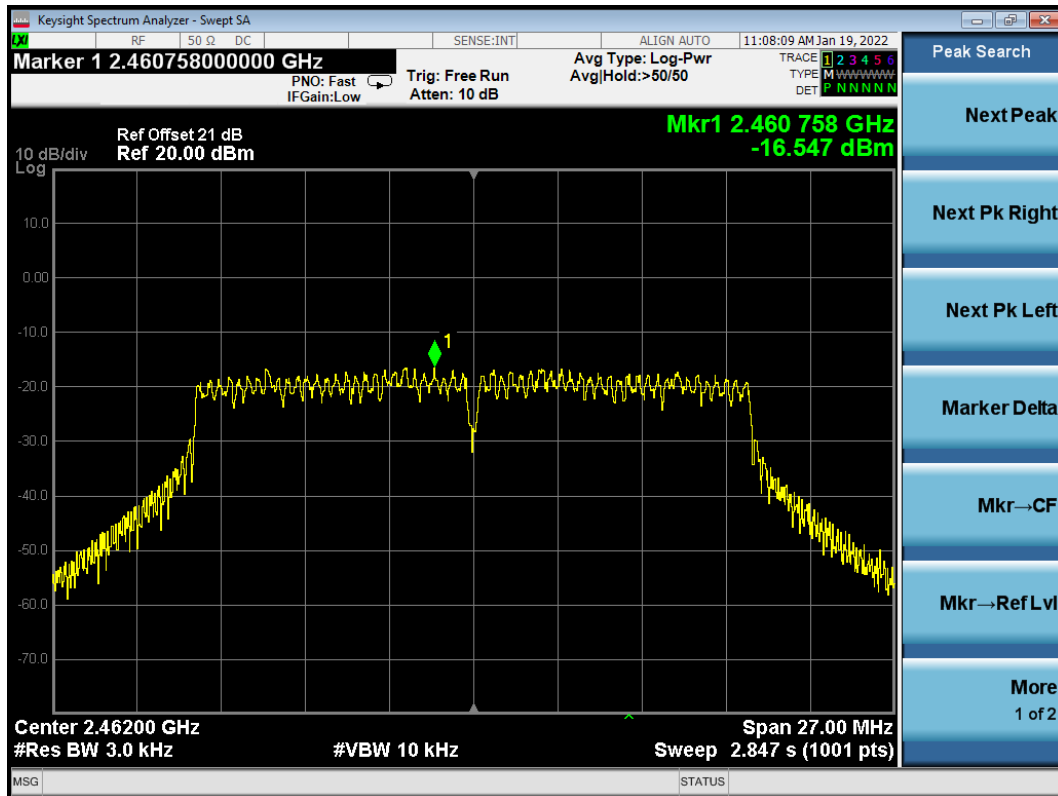 Keysight Spectrum Analyzer - Swept SA
LXI RF 50 Ω DC SENSE:INT ALIGN AUTO 11:08:09 AM Jan 19, 2022
Marker 1 2.460758000000 GHz
PNO: Fast
IFGain:Low
Trig: Free Run
Atten: 10 dB
Avg Type: Log-Pwr
Avg|Hold:>50/50
TRACE 1 2 3 4 5 6
TYPE M W W W W W
DET P N N N N N
Mkr1 2.460 758 GHz
-16.547 dBm
Ref Offset 21 dB
10 dB/div Ref 20.00 dBm
Log
10.0
0.00
-10.0
1
-20.0
-30.0
-40.0
-50.0
-60.0
-70.0
Center 2.46200 GHz Span 27.00 MHz
#Res BW 3.0 kHz #VBW 10 kHz Sweep 2.847 s (1001 pts)
MSG STATUS
Peak Search
Next Peak
Next Pk Right
Next Pk Left
Marker Delta
Mkr→CF
Mkr→Ref Lvl
More
1 of 2